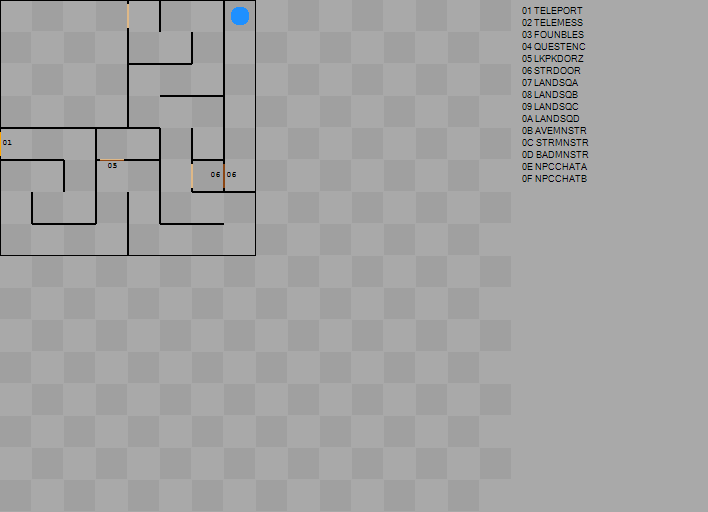 01 TELEPORT
02 TELEMESS
03 FOUNBLES
04 QUESTENC
05 LKPKDORZ
06 STRDOOR
07 LANDSQA
08 LANDSQB
09 LANDSQC
0A LANDSQD
0B AVEMNSTR
0C STRMNSTR
0D BADMNSTR
0E NPCCHATA
0F NPCCHATB
01
05
06 06